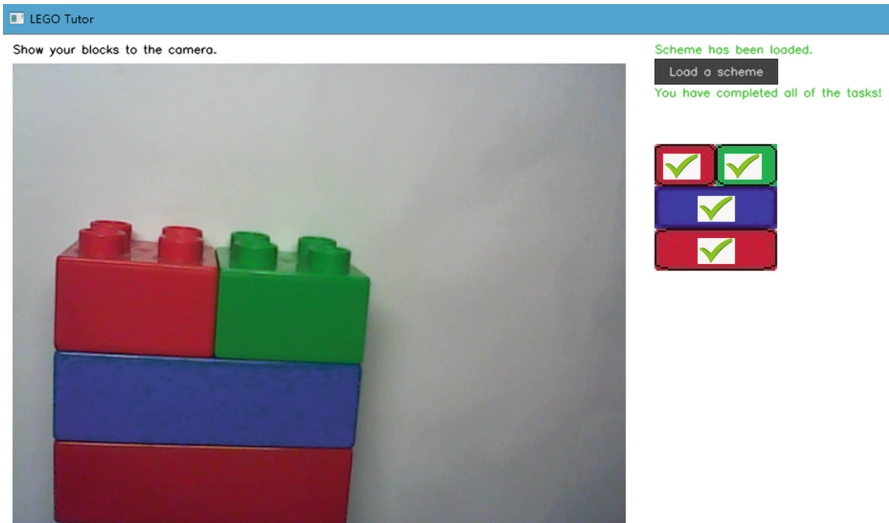 LEGO Tutor
Show your blocks to the camera.
Scheme has been loaded.
Load a scheme
You have completed all of the tasks!